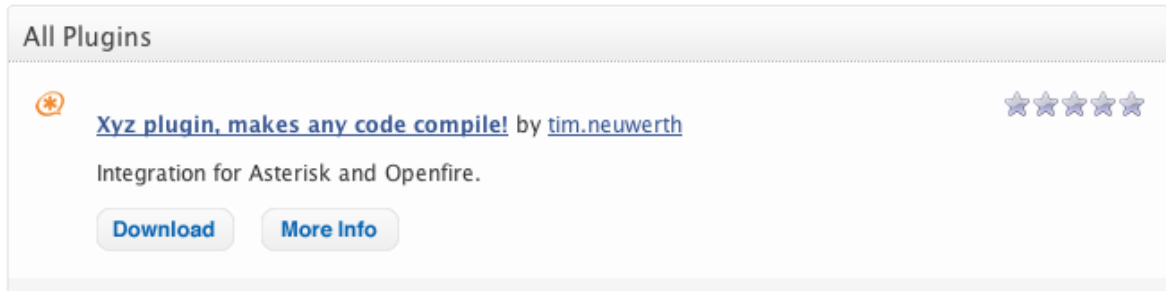 All Plugins
Xyz plugin, makes any code compile! by tim.neuwerth
Integration for Asterisk and Openfire.
Download More Info